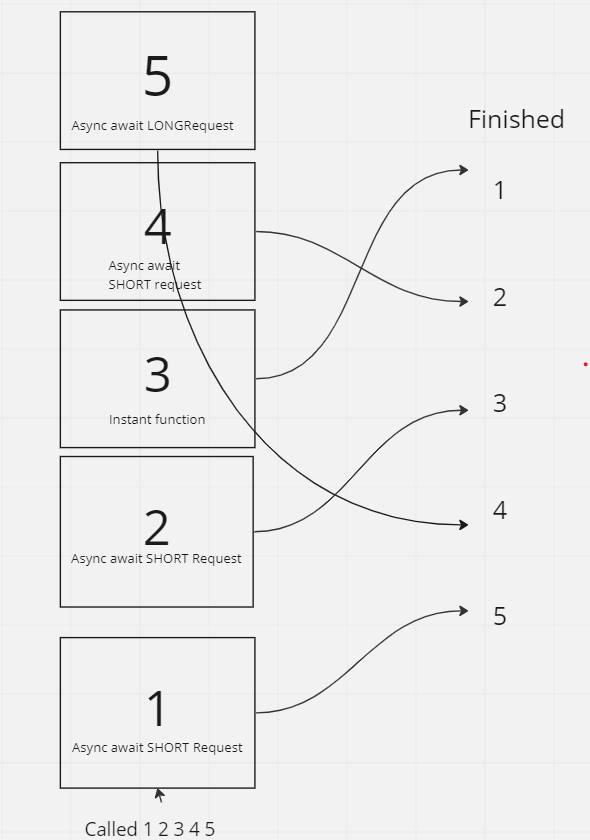 5
Async await LONGRequest
Finished
1
4
Async await
SHORT request
2
3
Instant function
3
2
Async await SHORT Request
4
5
1
Async await SHORT Request
Called 1 2 3 4 5